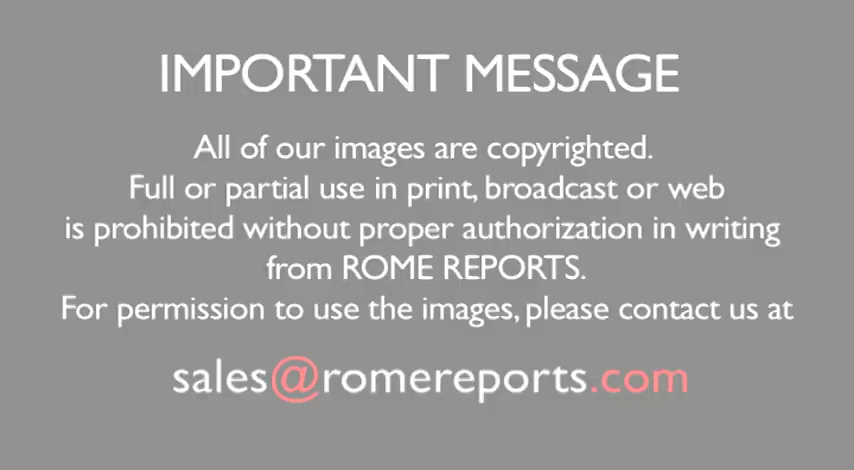 IMPORTANT MESSAGE
All of our images are copyrighted.
Full or partial use in print, broadcast or web
is prohibited without proper authorization in writing
from ROME REPORTS.
For permission to use the images, please contact us at
sales@romereports.com